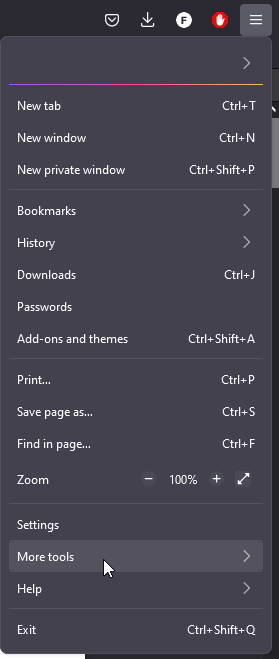 F
New tab Ctrl+T
New window Ctrl+N
New private window Ctrl+Shift+P
Bookmarks
History
Downloads Ctrl+J
Passwords
Add-ons and themes Ctrl+Shift+A
Print... Ctrl+P
Save page as... Ctrl+S
Find in page... Ctrl+F
Zoom − 100% +
Settings
More tools
Help
Exit Ctrl+Shift+Q